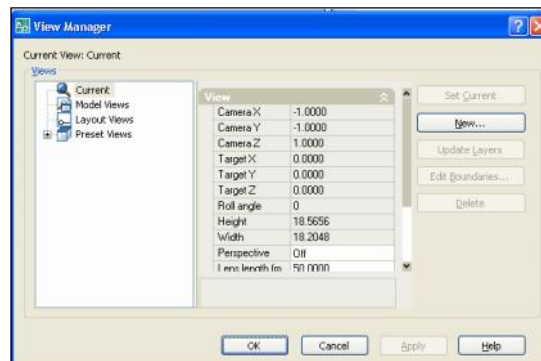 View Manager
Current View: Current
Views
Current
Model Views
Layout Views
Preset Views
View
Camera X -1.0000
Camera Y -1.0000
Camera Z 1.0000
Target X 0.0000
Target Y 0.0000
Target Z 0.0000
Roll angle 0
Height 18.5656
Width 18.2048
Perspective Off
Lens length (m 50.0000
Set Current
New...
Update Layers
Edit Boundaries...
Delete
OK Cancel Apply Help